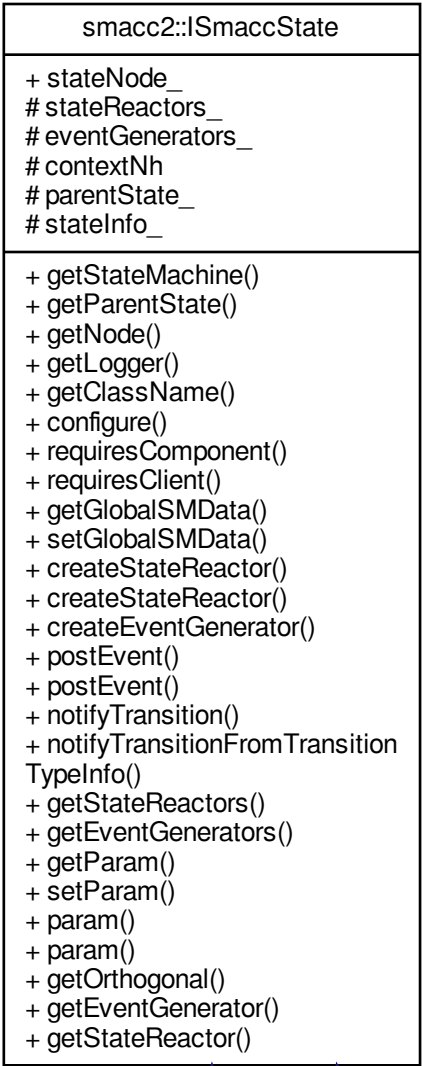 smacc2::ISmaccState
+ stateNode_
# stateReactors_
# eventGenerators_
# contextNh
# parentState_
# stateInfo_
+ getStateMachine()
+ getParentState()
+ getNode()
+ getLogger()
+ getClassName()
+ configure()
+ requiresComponent()
+ requiresClient()
+ getGlobalSMData()
+ setGlobalSMData()
+ createStateReactor()
+ createStateReactor()
+ createEventGenerator()
+ postEvent()
+ postEvent()
+ notifyTransition()
+ notifyTransitionFromTransition
TypeInfo()
+ getStateReactors()
+ getEventGenerators()
+ getParam()
+ setParam()
+ param()
+ param()
+ getOrthogonal()
+ getEventGenerator()
+ getStateReactor()